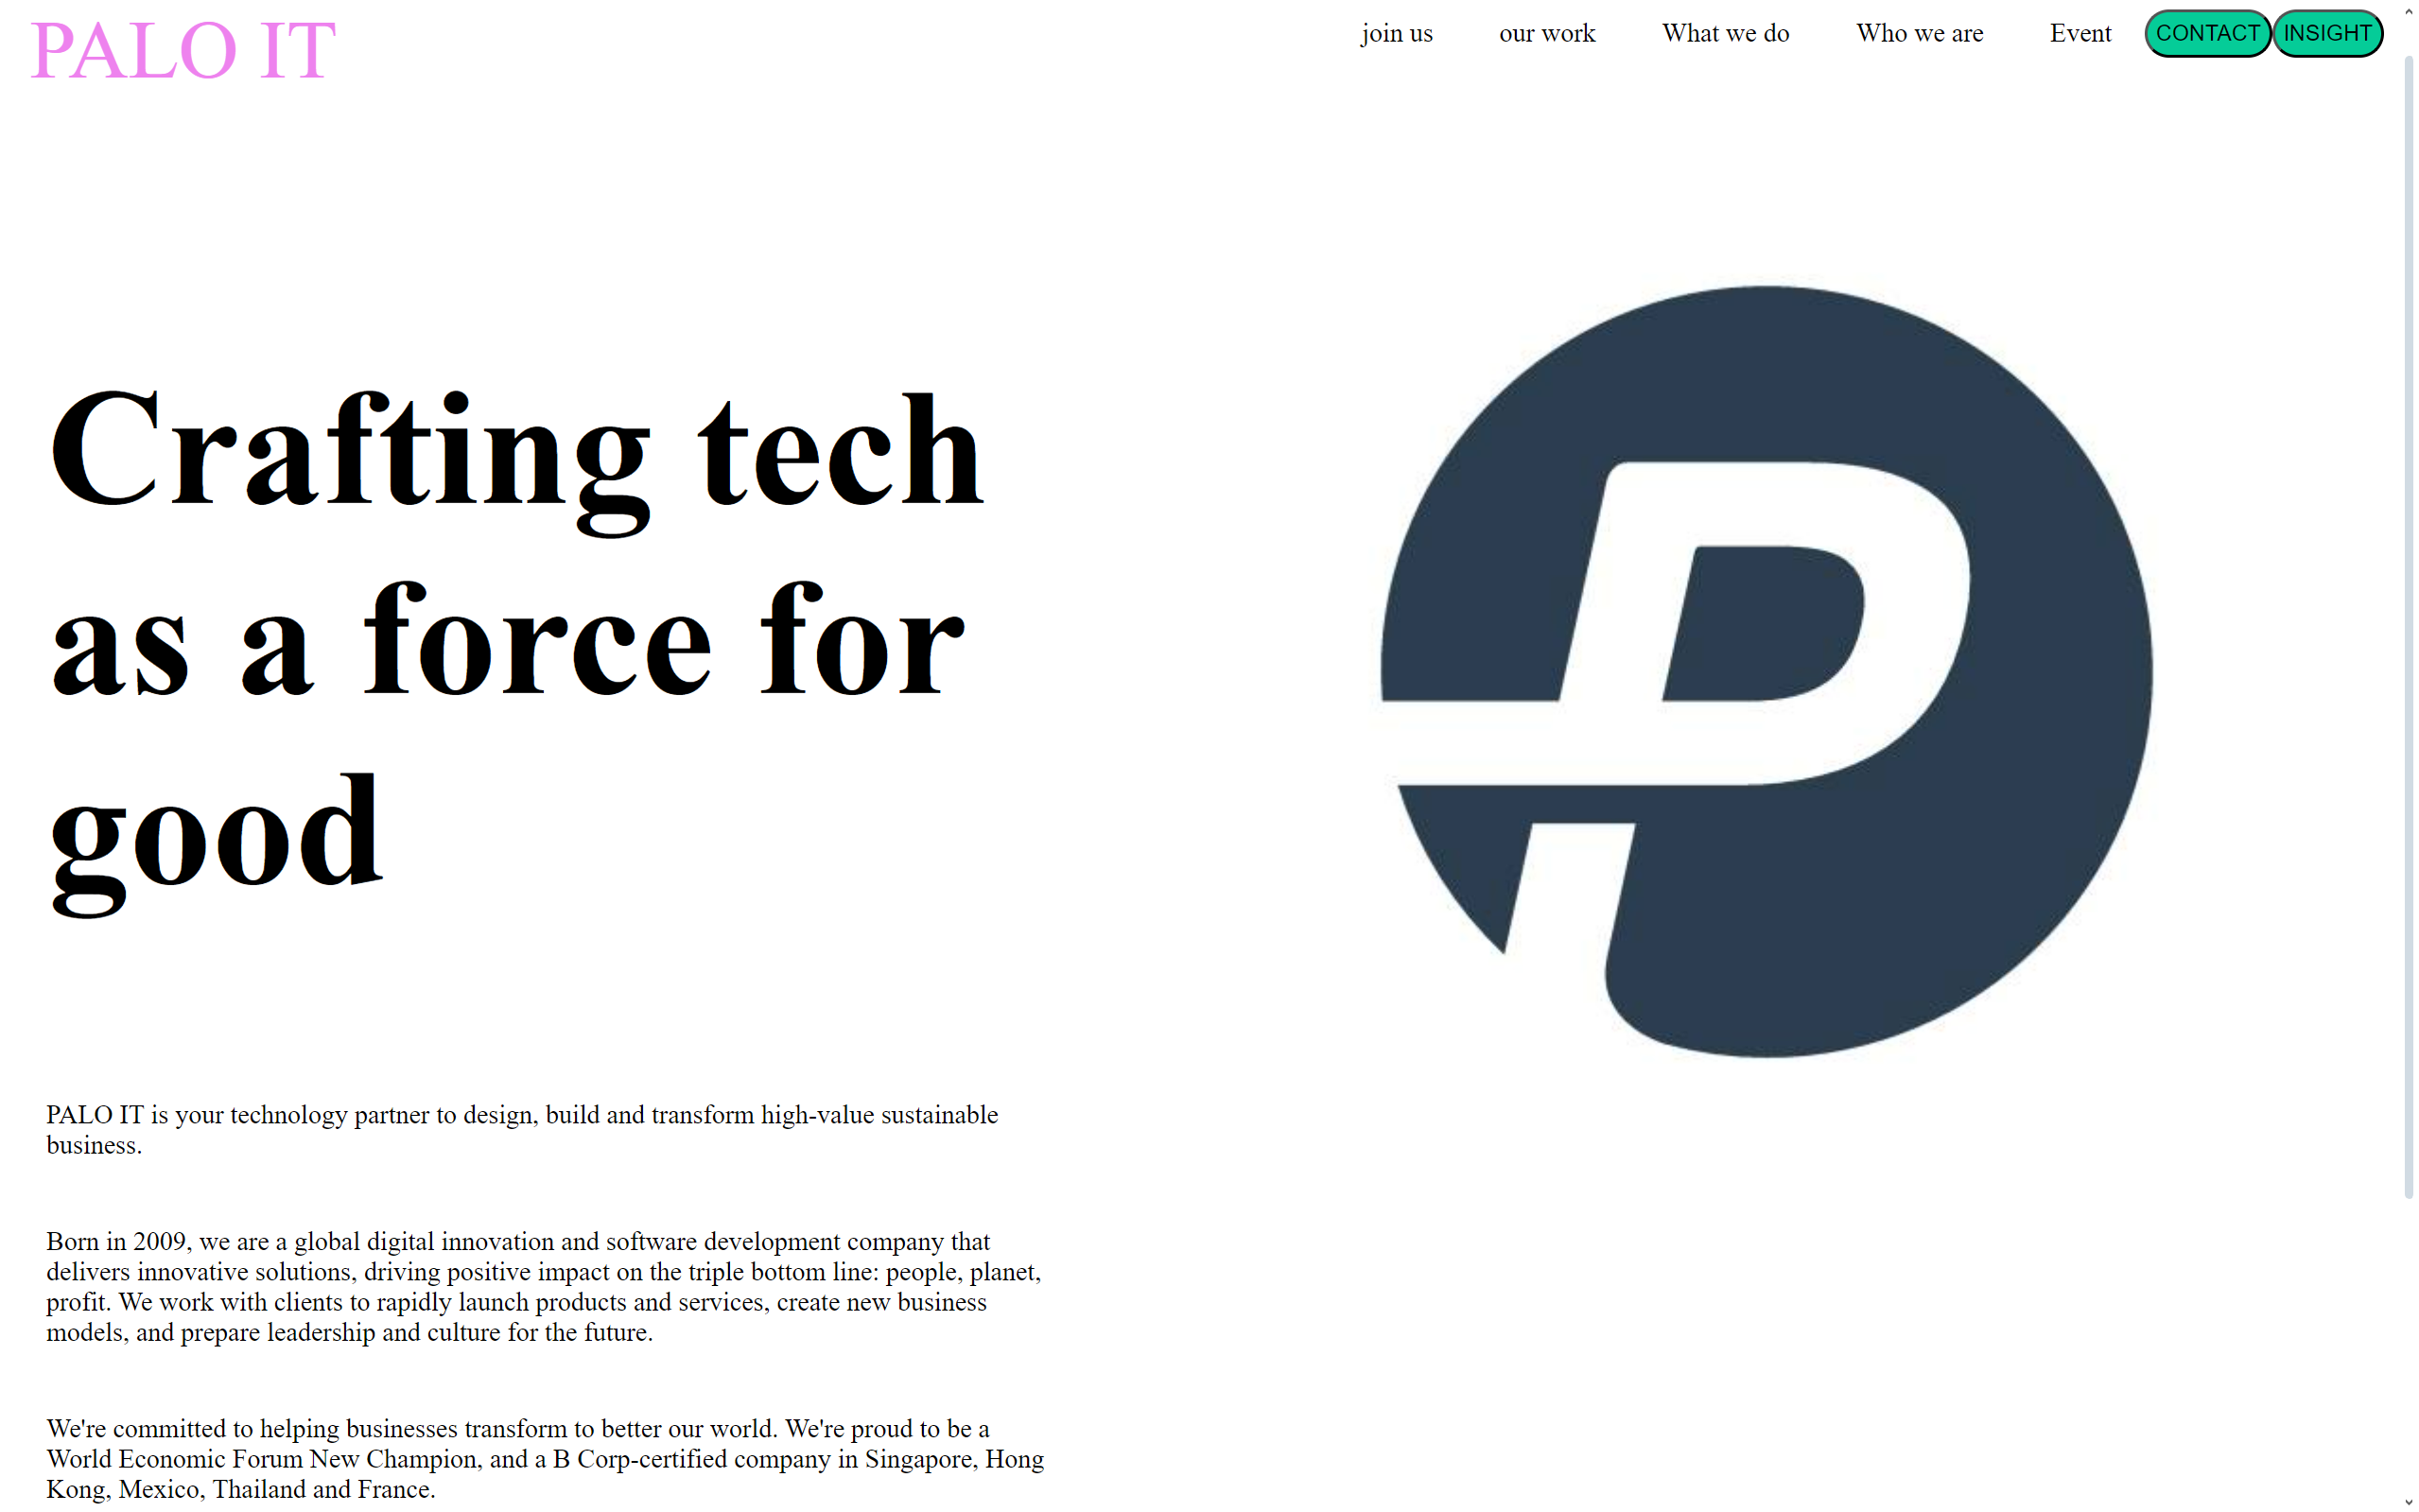 PALO IT
join us
our work
What we do
Who we are
Event
CONTACT
INSIGHT
Crafting tech
as a force for
good
PALO IT is your technology partner to design, build and transform high-value sustainable
business.
Born in 2009, we are a global digital innovation and software development company that
delivers innovative solutions, driving positive impact on the triple bottom line: people, planet,
profit. We work with clients to rapidly launch products and services, create new business
models, and prepare leadership and culture for the future.
We're committed to helping businesses transform to better our world. We're proud to be a
World Economic Forum New Champion, and a B Corp-certified company in Singapore, Hong
Kong, Mexico, Thailand and France.